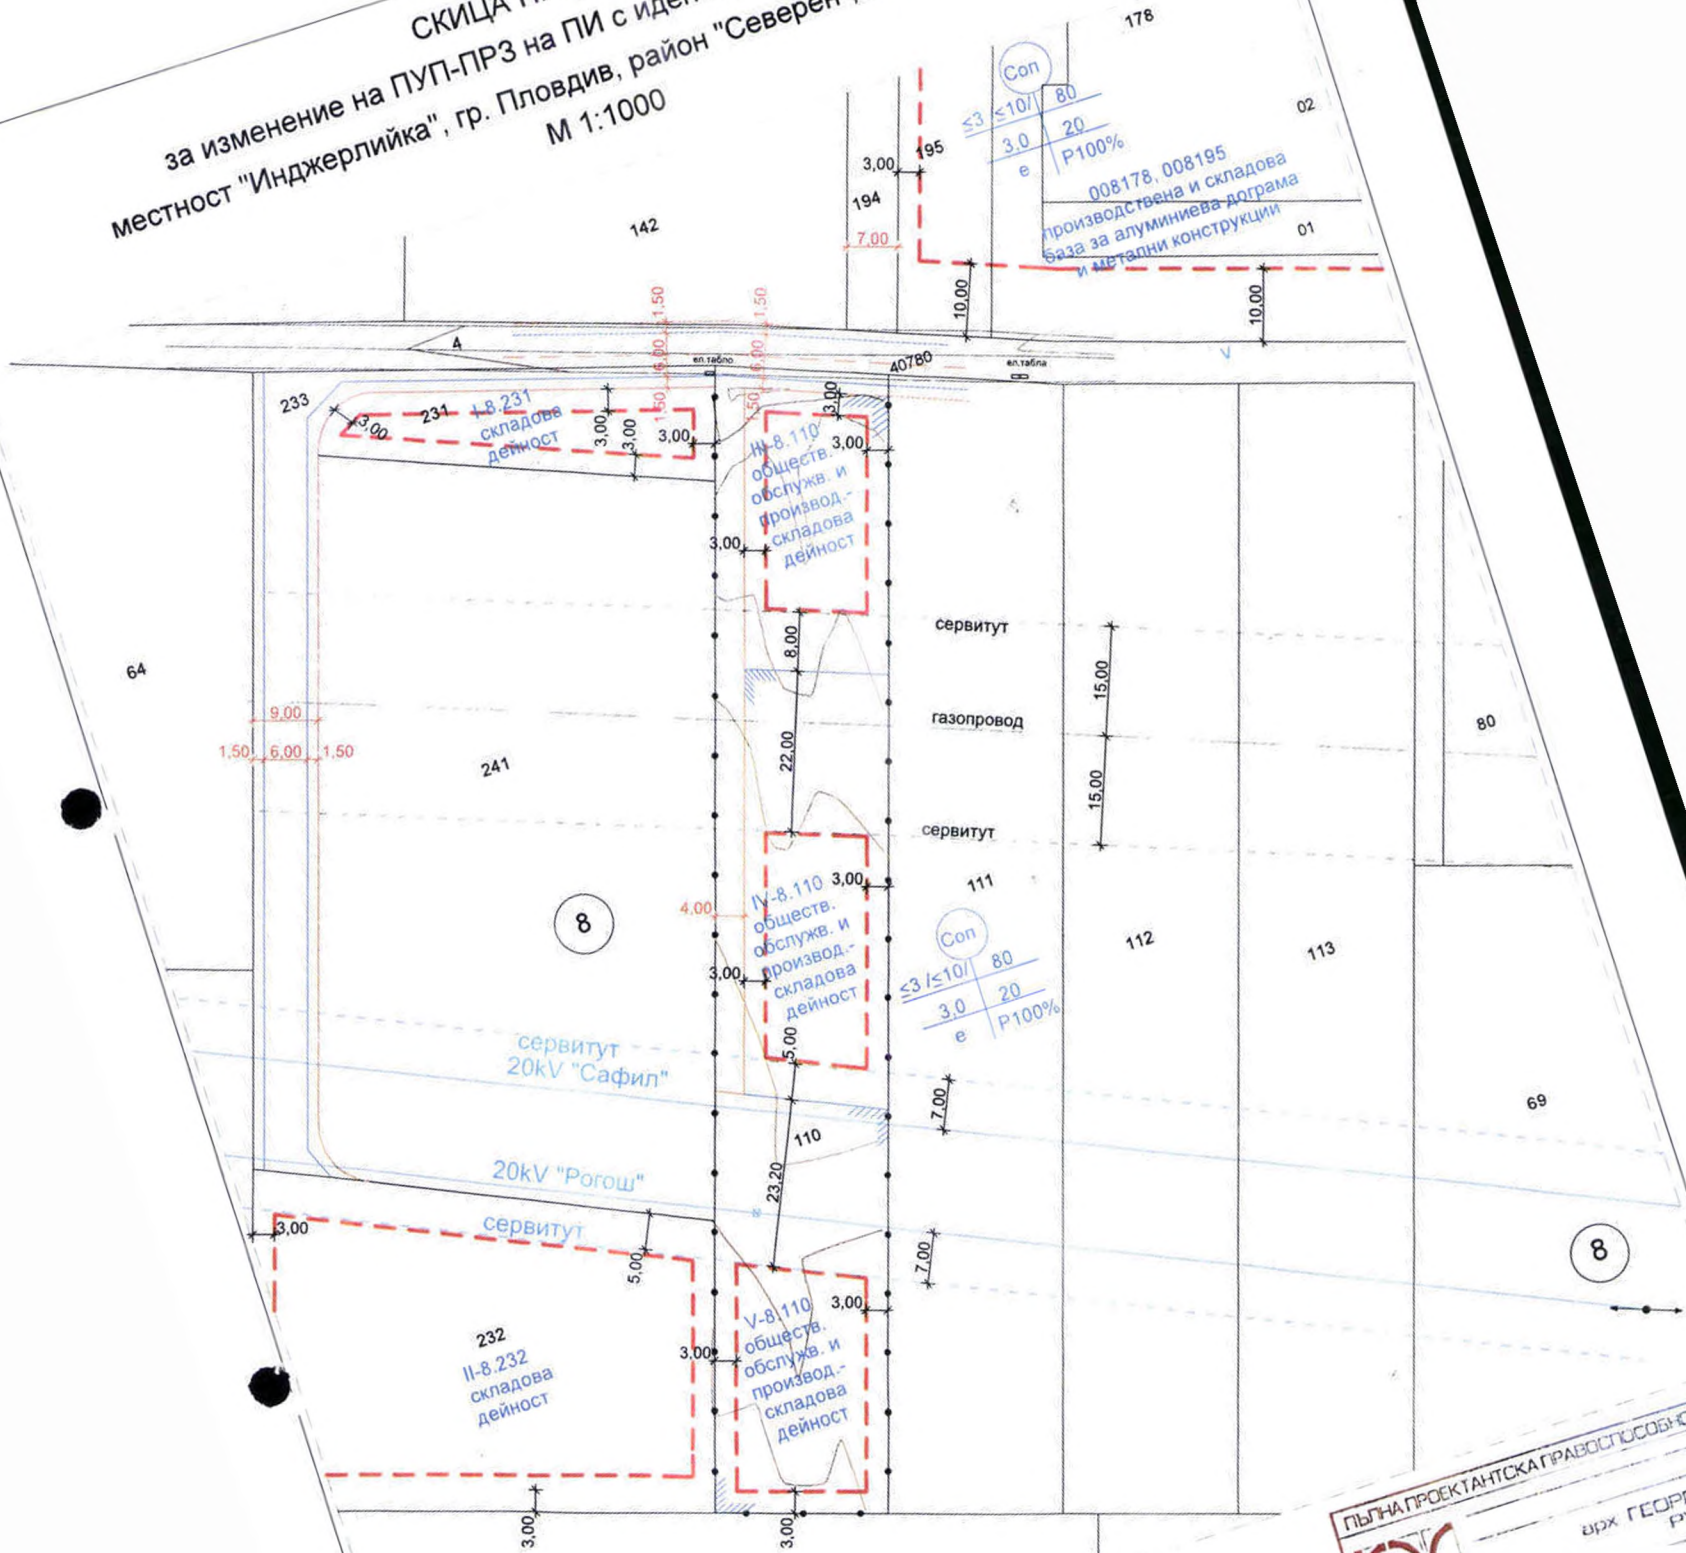 СКИЦА
за изменение на ПУП-ПРЗ на ПИ с
местност "Инджерлийка", гр. Пловдив, район "Северен",
М 1:1000
178
Соп
≤3 /≤10/ 80
3.0 20
е Р100%
02
008178, 008195
производствена и складова
база за алуминиева дограма
и метални конструкции
01
3,00
195
194
7,00
142
10,00
10,00
1,50
1,50
6,00
6,00
1,50
1,50
4
ел.табло
40780
ел.табла
V
233
3,00
231
I-8.231
складова
дейност
3,00
3,00
3,00
3,00
3,00
III-8.110
обществ.
обслужв. и
производ.-
складова
дейност
3,00
8,00
сервитут
15,00
64
9,00
1,50
6,00
1,50
газопровод
80
22,00
241
15,00
сервитут
8
4,00
3,00
IV-8.110
обществ.
обслужв. и
производ.-
складова
дейност
3,00
111
Соп
≤3 /≤10/ 80
3,0 20
е Р100%
112
113
5,00
сервитут
20kV "Сафил"
7,00
69
110
20kV "Рогош"
23,20
сервитут
3,00
5,00
7,00
8
3,00
232
II-8.232
складова
дейност
3,00
V-8.110
обществ.
обслужв. и
производ.-
складова
дейност
3,00
3,00
ПЪЛНА ПРОЕКТАНТСКА
арх